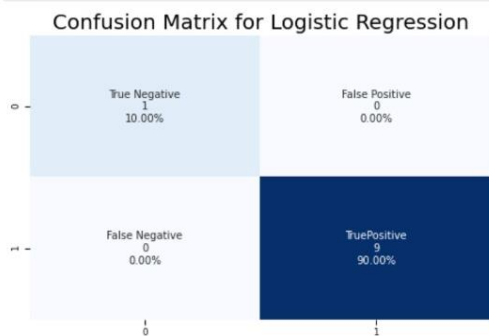 Confusion Matrix for Logistic Regression
0
True Negative
1
10.00%
False Positive
0
0.00%
1
False Negative
0
0.00%
TruePositive
9
90.00%
0
1